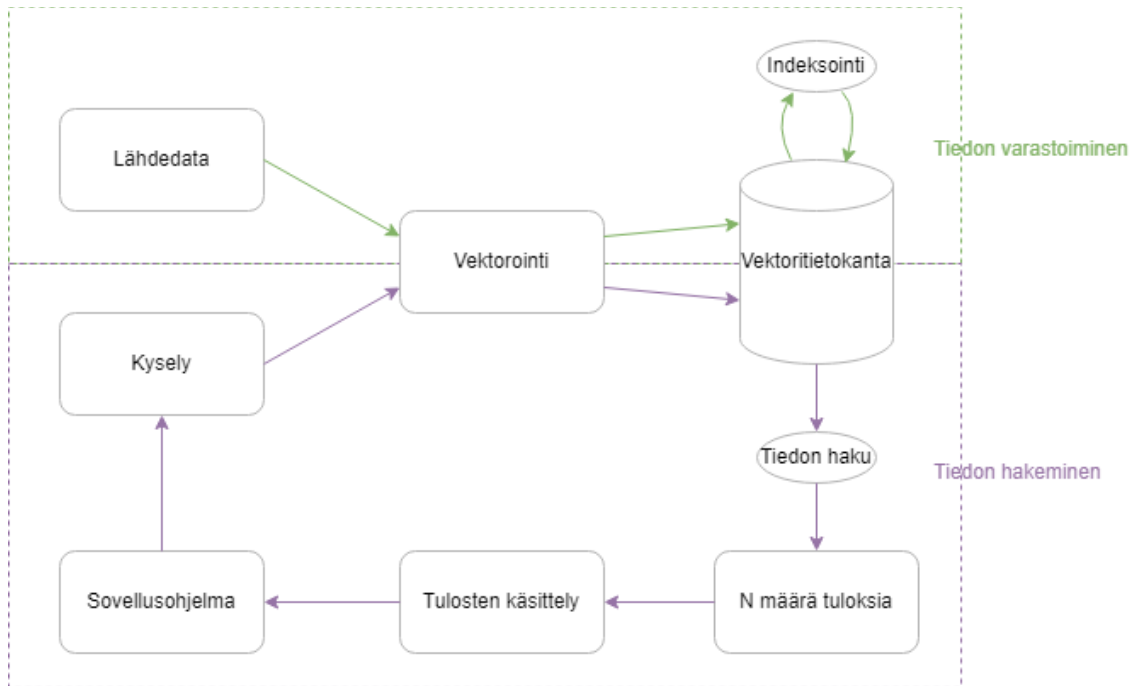 Indeksointi
Lähdedata
Tiedon varastoiminen
Vektorointi
Vektoritietokanta
Kysely
Tiedon haku
Tiedon hakeminen
Sovellusohjelma
Tulosten käsittely
N määrä tuloksia